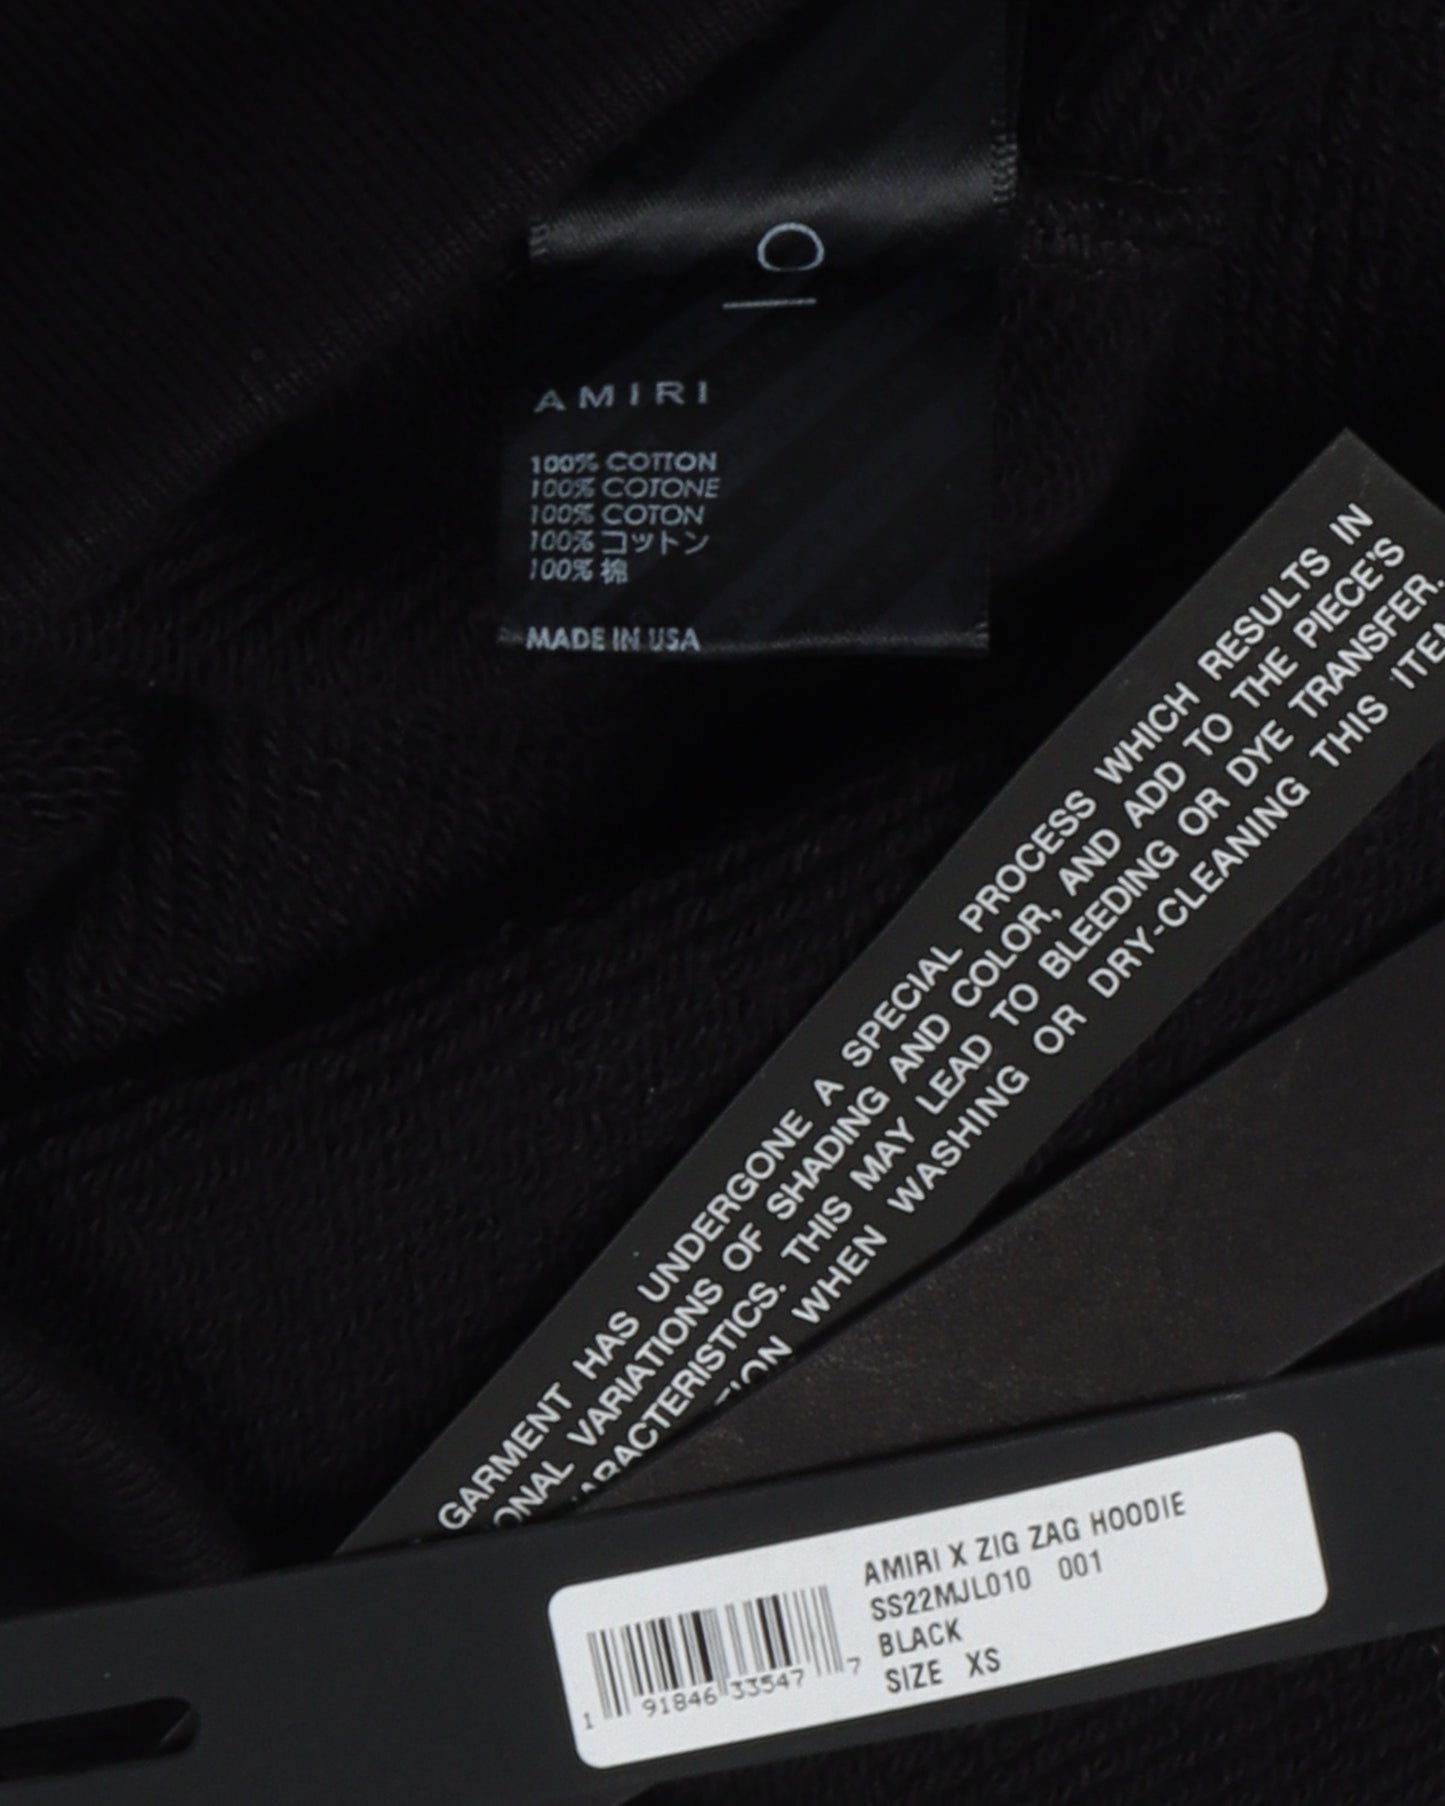 AMIRI
100% COTTON
100% COTONE
100% COTON
100% コットン
100% 棉
MADE IN USA
GARMENT HAS UNDERGONE A SPECIAL PROCESS WHICH RESULTS IN
VARIATIONS OF SHADING AND COLOR, AND ADD TO THE PIECE'S
THIS MAY LEAD TO BLEEDING OR DYE TRANSFER.
WHEN WASHING OR DRY-CLEANING THIS
AMIRI X ZIG ZAG HOODIE
SS22MJL010 001
BLACK
SIZE XS
1 91846 33547 7